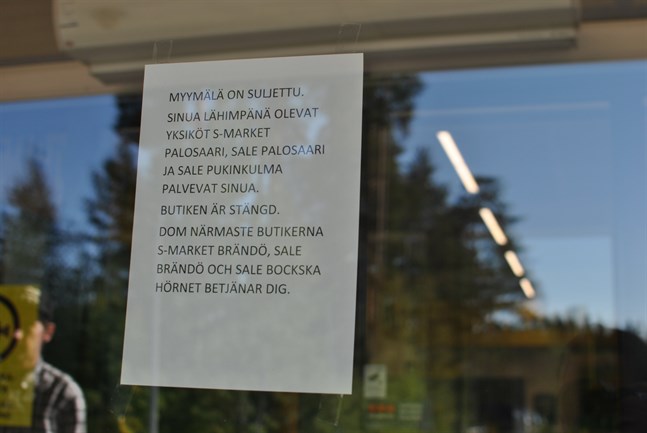 MYYMÄLÄ ON SULJETTU.
SINUA LÄHIMPÄNÄ OLEVAT
YKSIKÖT S-MARKET
PALOSAARI, SALE PALOSAARI
JA SALE PUKINKULMA
PALVEVAT SINUA.
BUTIKEN ÄR STÄNGD.
DOM NÄRMASTE BUTIKERNA
S-MARKET BRÄNDÖ, SALE
BRÄNDÖ OCH SALE BOCKSKA
HÖRNET BETJÄNAR DIG.